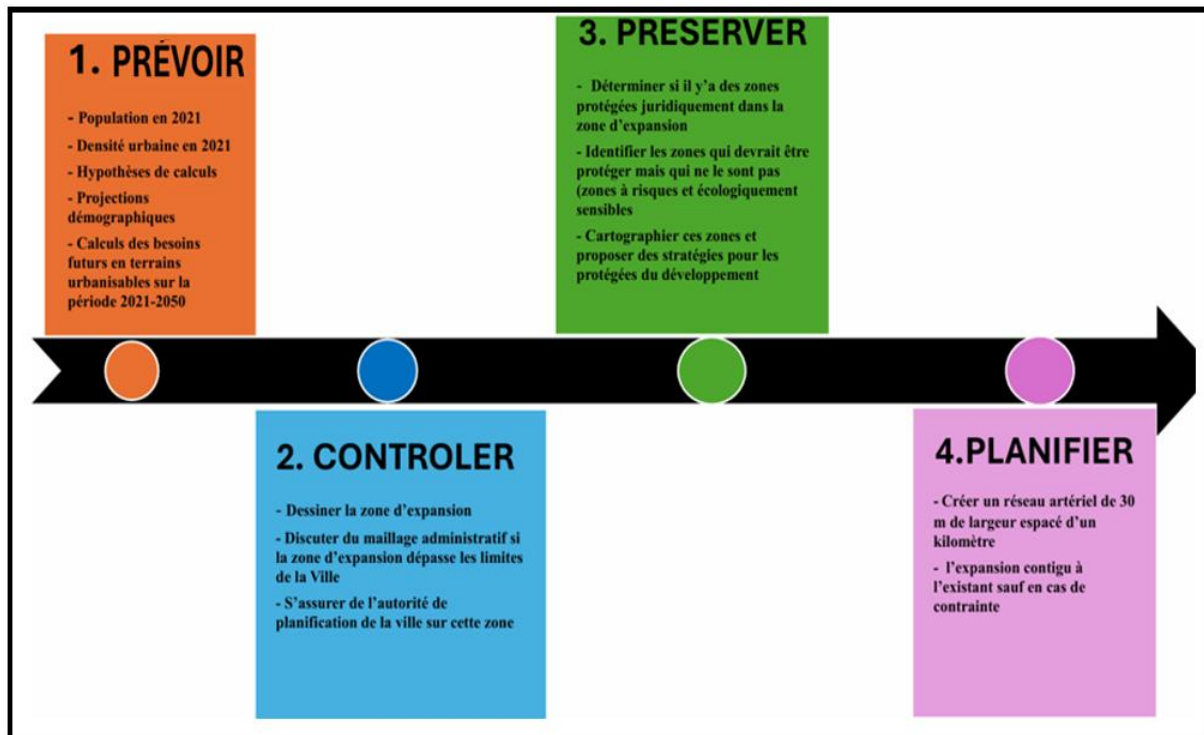 1. PRÉVOIR
- Population en 2021
- Densité urbaine en 2021
- Hypothèses de calculs
- Projections
démographiques
- Calculs des besoins
futurs en terrains
urbanisables sur la
période 2021-2050
2. CONTROLER
- Dessiner la zone d’expansion
- Discuter du maillage administratif si
la zone d’expansion dépasse les limites
de la Ville
- S’assurer de l’autorité de
planification de la ville sur cette zone
3. PRESERVER
- Déterminer si il y’a des zones
protégées juridiquement dans la
zone d’expansion
- Identifier les zones qui devrait être
protéger mais qui ne le sont pas
(zones à risques et écologiquement
sensibles
- Cartographier ces zones et
proposer des stratégies pour les
protégées du développement
4.PLANIFIER
- Créer un réseau artériel de 30
m de largeur espacé d’un
kilomètre
- l’expansion contigu à
l’existant sauf en cas de
contrainte